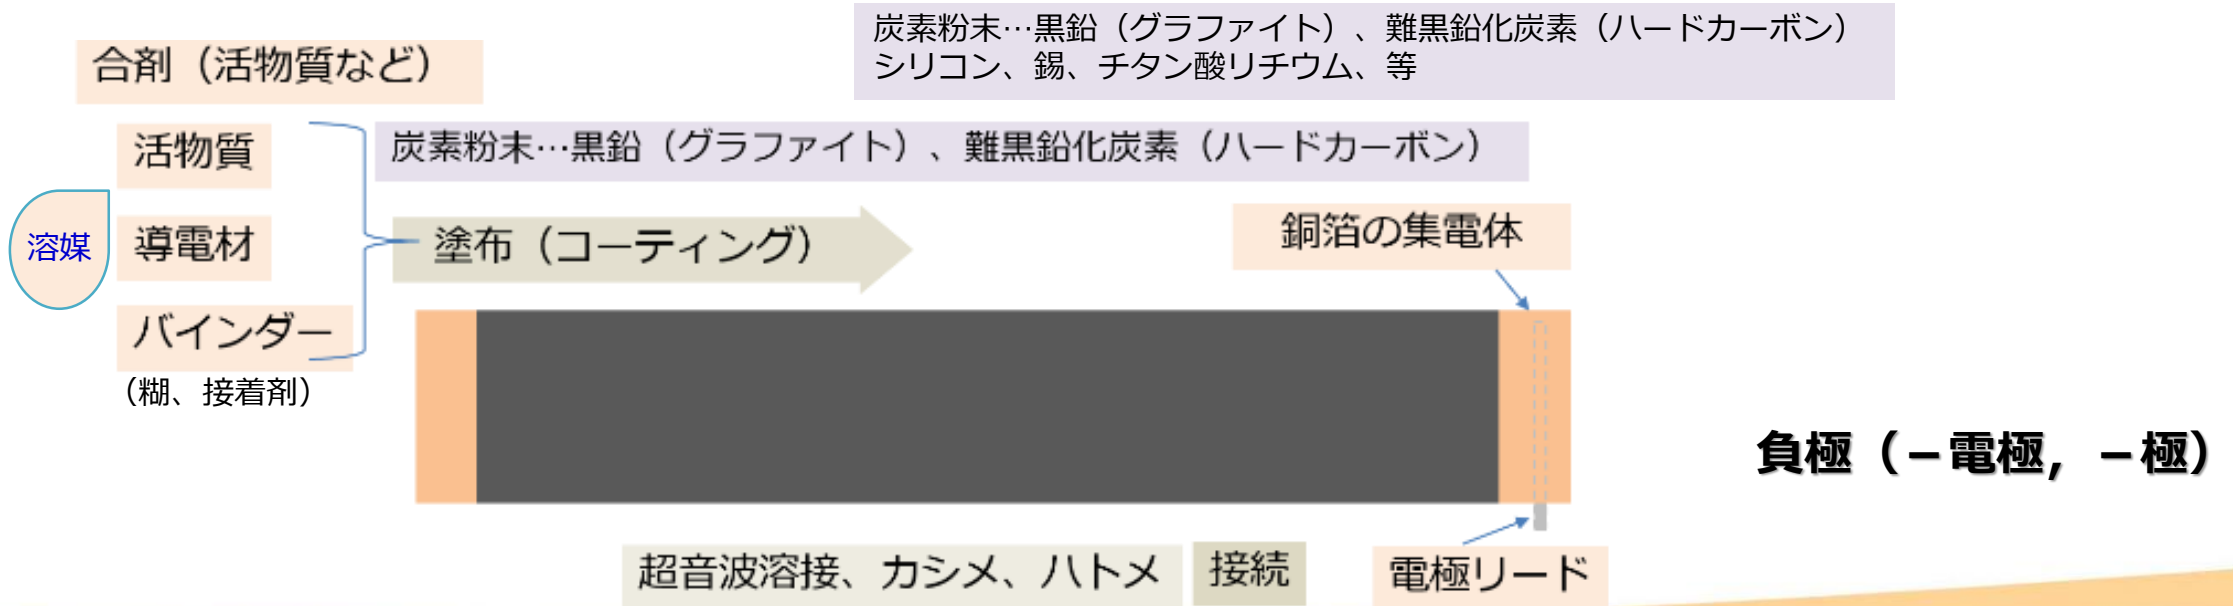 炭素粉末…黒鉛（グラファイト）、難黒鉛化炭素（ハードカーボン）
シリコン、錫、チタン酸リチウム、等
合剤（活物質など）
活物質
炭素粉末…黒鉛（グラファイト）、難黒鉛化炭素（ハードカーボン）
溶媒
導電材
塗布（コーティング）
銅箔の集電体
バインダー
（糊、接着剤）
負極（－電極，－極）
超音波溶接、カシメ、ハトメ
接続
電極リード